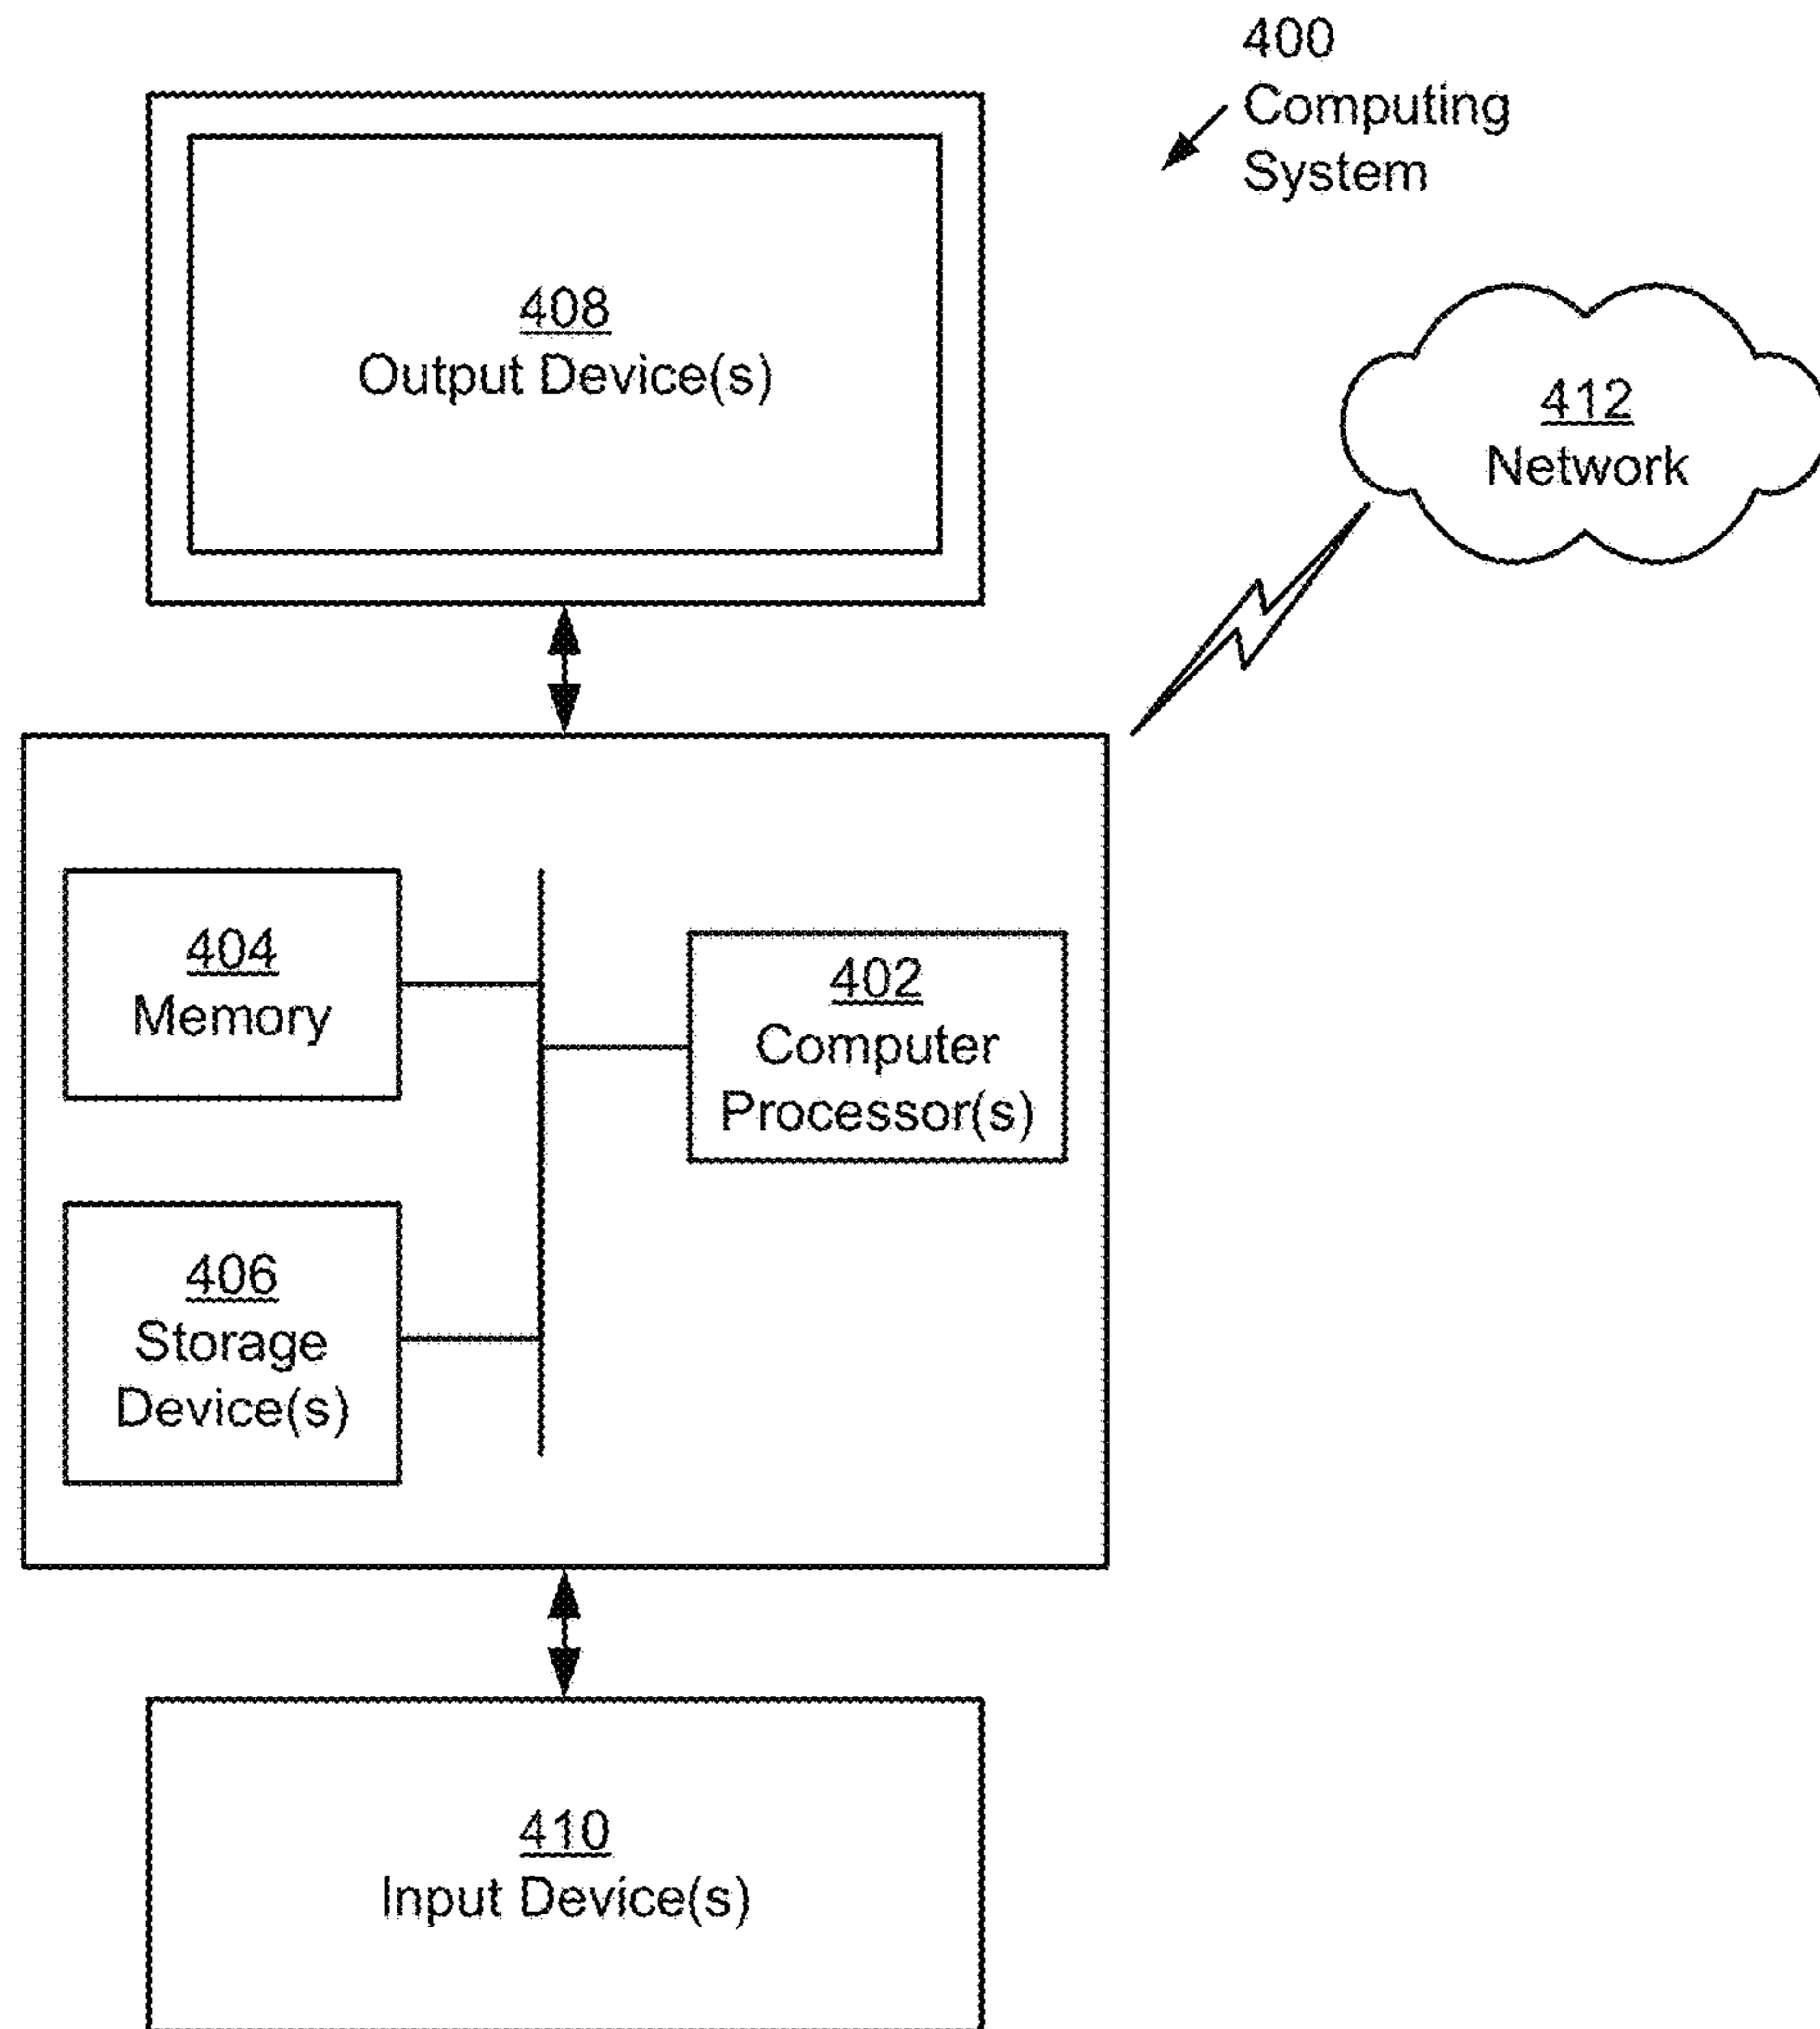 400
Computing
System
408
Output Device(s)
412
Network
404
Memory
402
Computer
Processor(s)
406
Storage
Device(s)
410
Input Device(s)